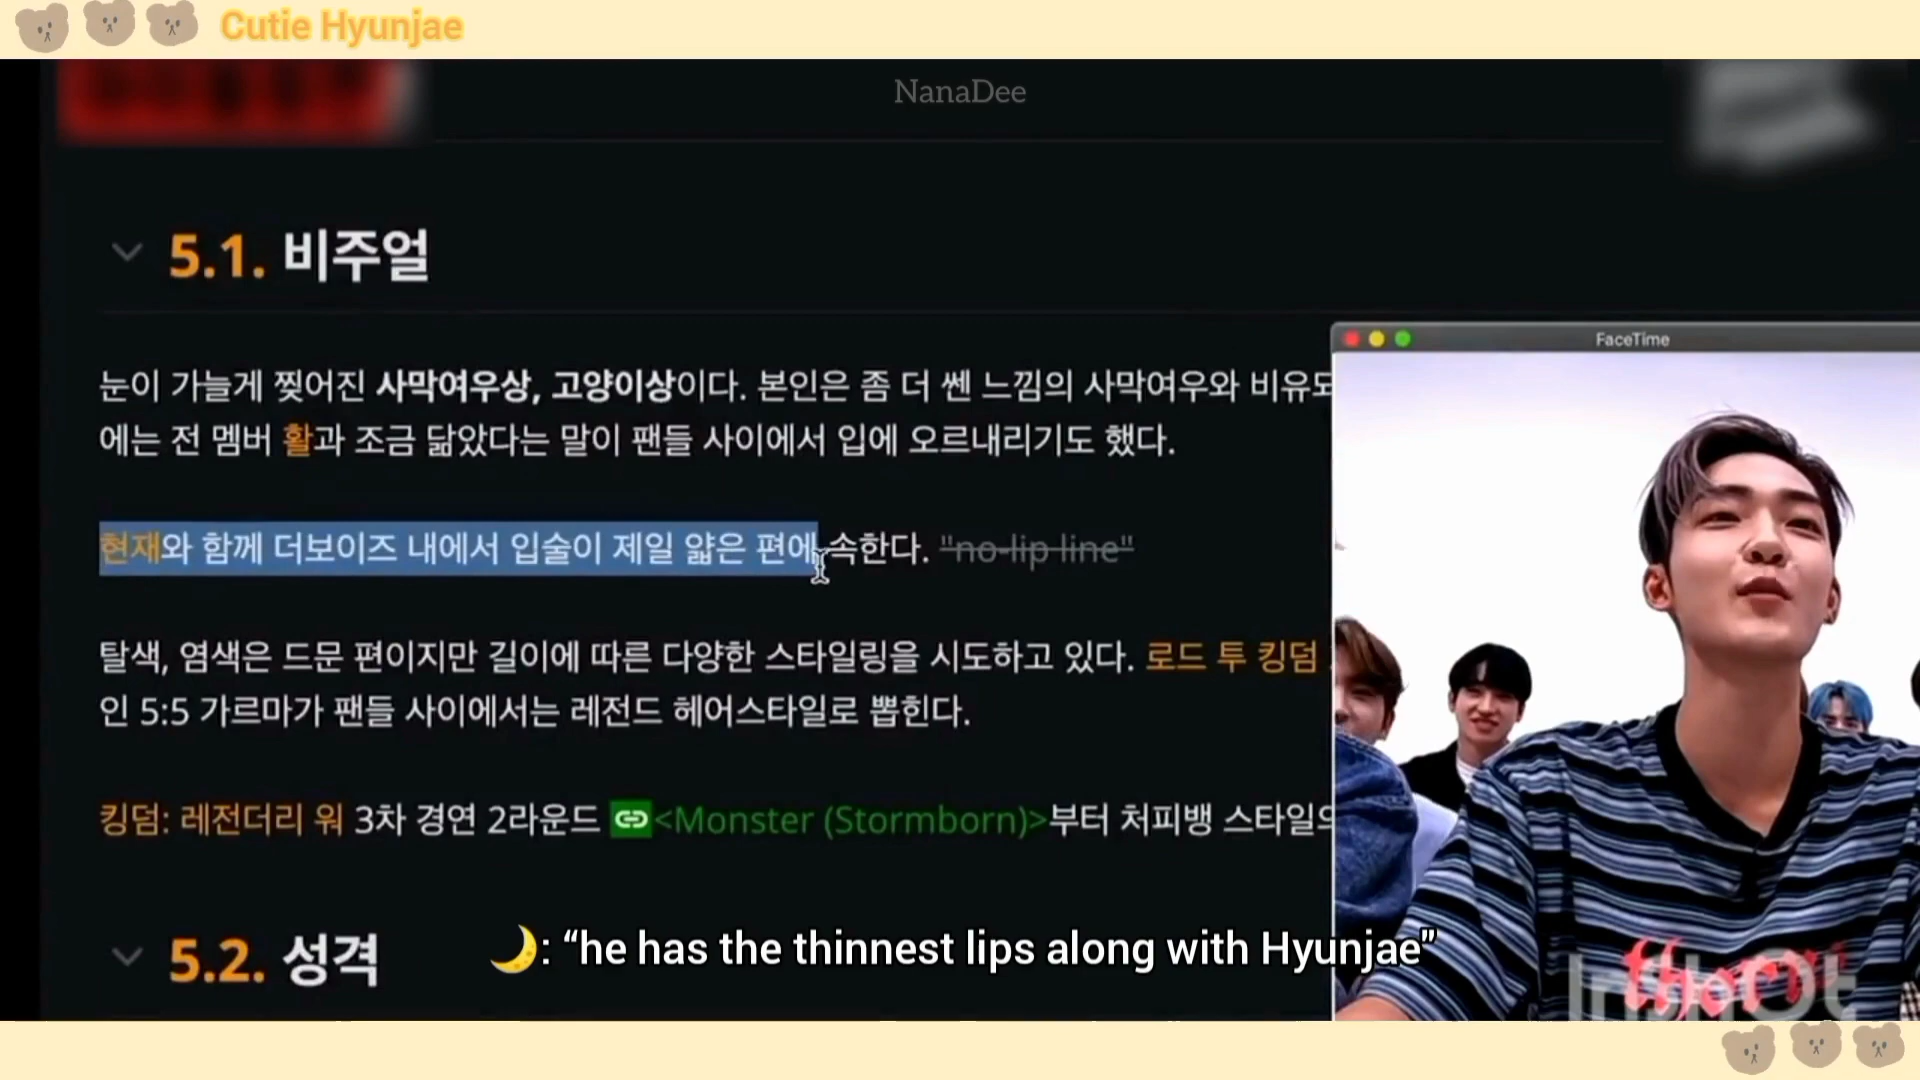 Cutie Hyunjae
NanaDee
5.1. 비주얼
FaceTime
눈이 가늘게 찢어진 사막여우상, 고양이상이다. 본인은 좀 더 쎈 느낌의 사막여우와 비유되
에는 전 멤버 활과 조금 닮았다는 말이 팬들 사이에서 입에 오르내리기도 했다.
현재와 함께 더보이즈 내에서 입술이 제일 얇은 편에 속한다. "no-lip line"
탈색, 염색은 드문 편이지만 길이에 따른 다양한 스타일링을 시도하고 있다. 로드 투 킹덤
인 5:5 가르마가 팬들 사이에서는 레전드 헤어스타일로 뽑힌다.
킹덤: 레전더리 워 3차 경연 2라운드 <Monster (Stormborn)>부터 처피뱅 스타일의
5.2. 성격
🌙: “he has the thinnest lips along with Hyunjae"
InShOt